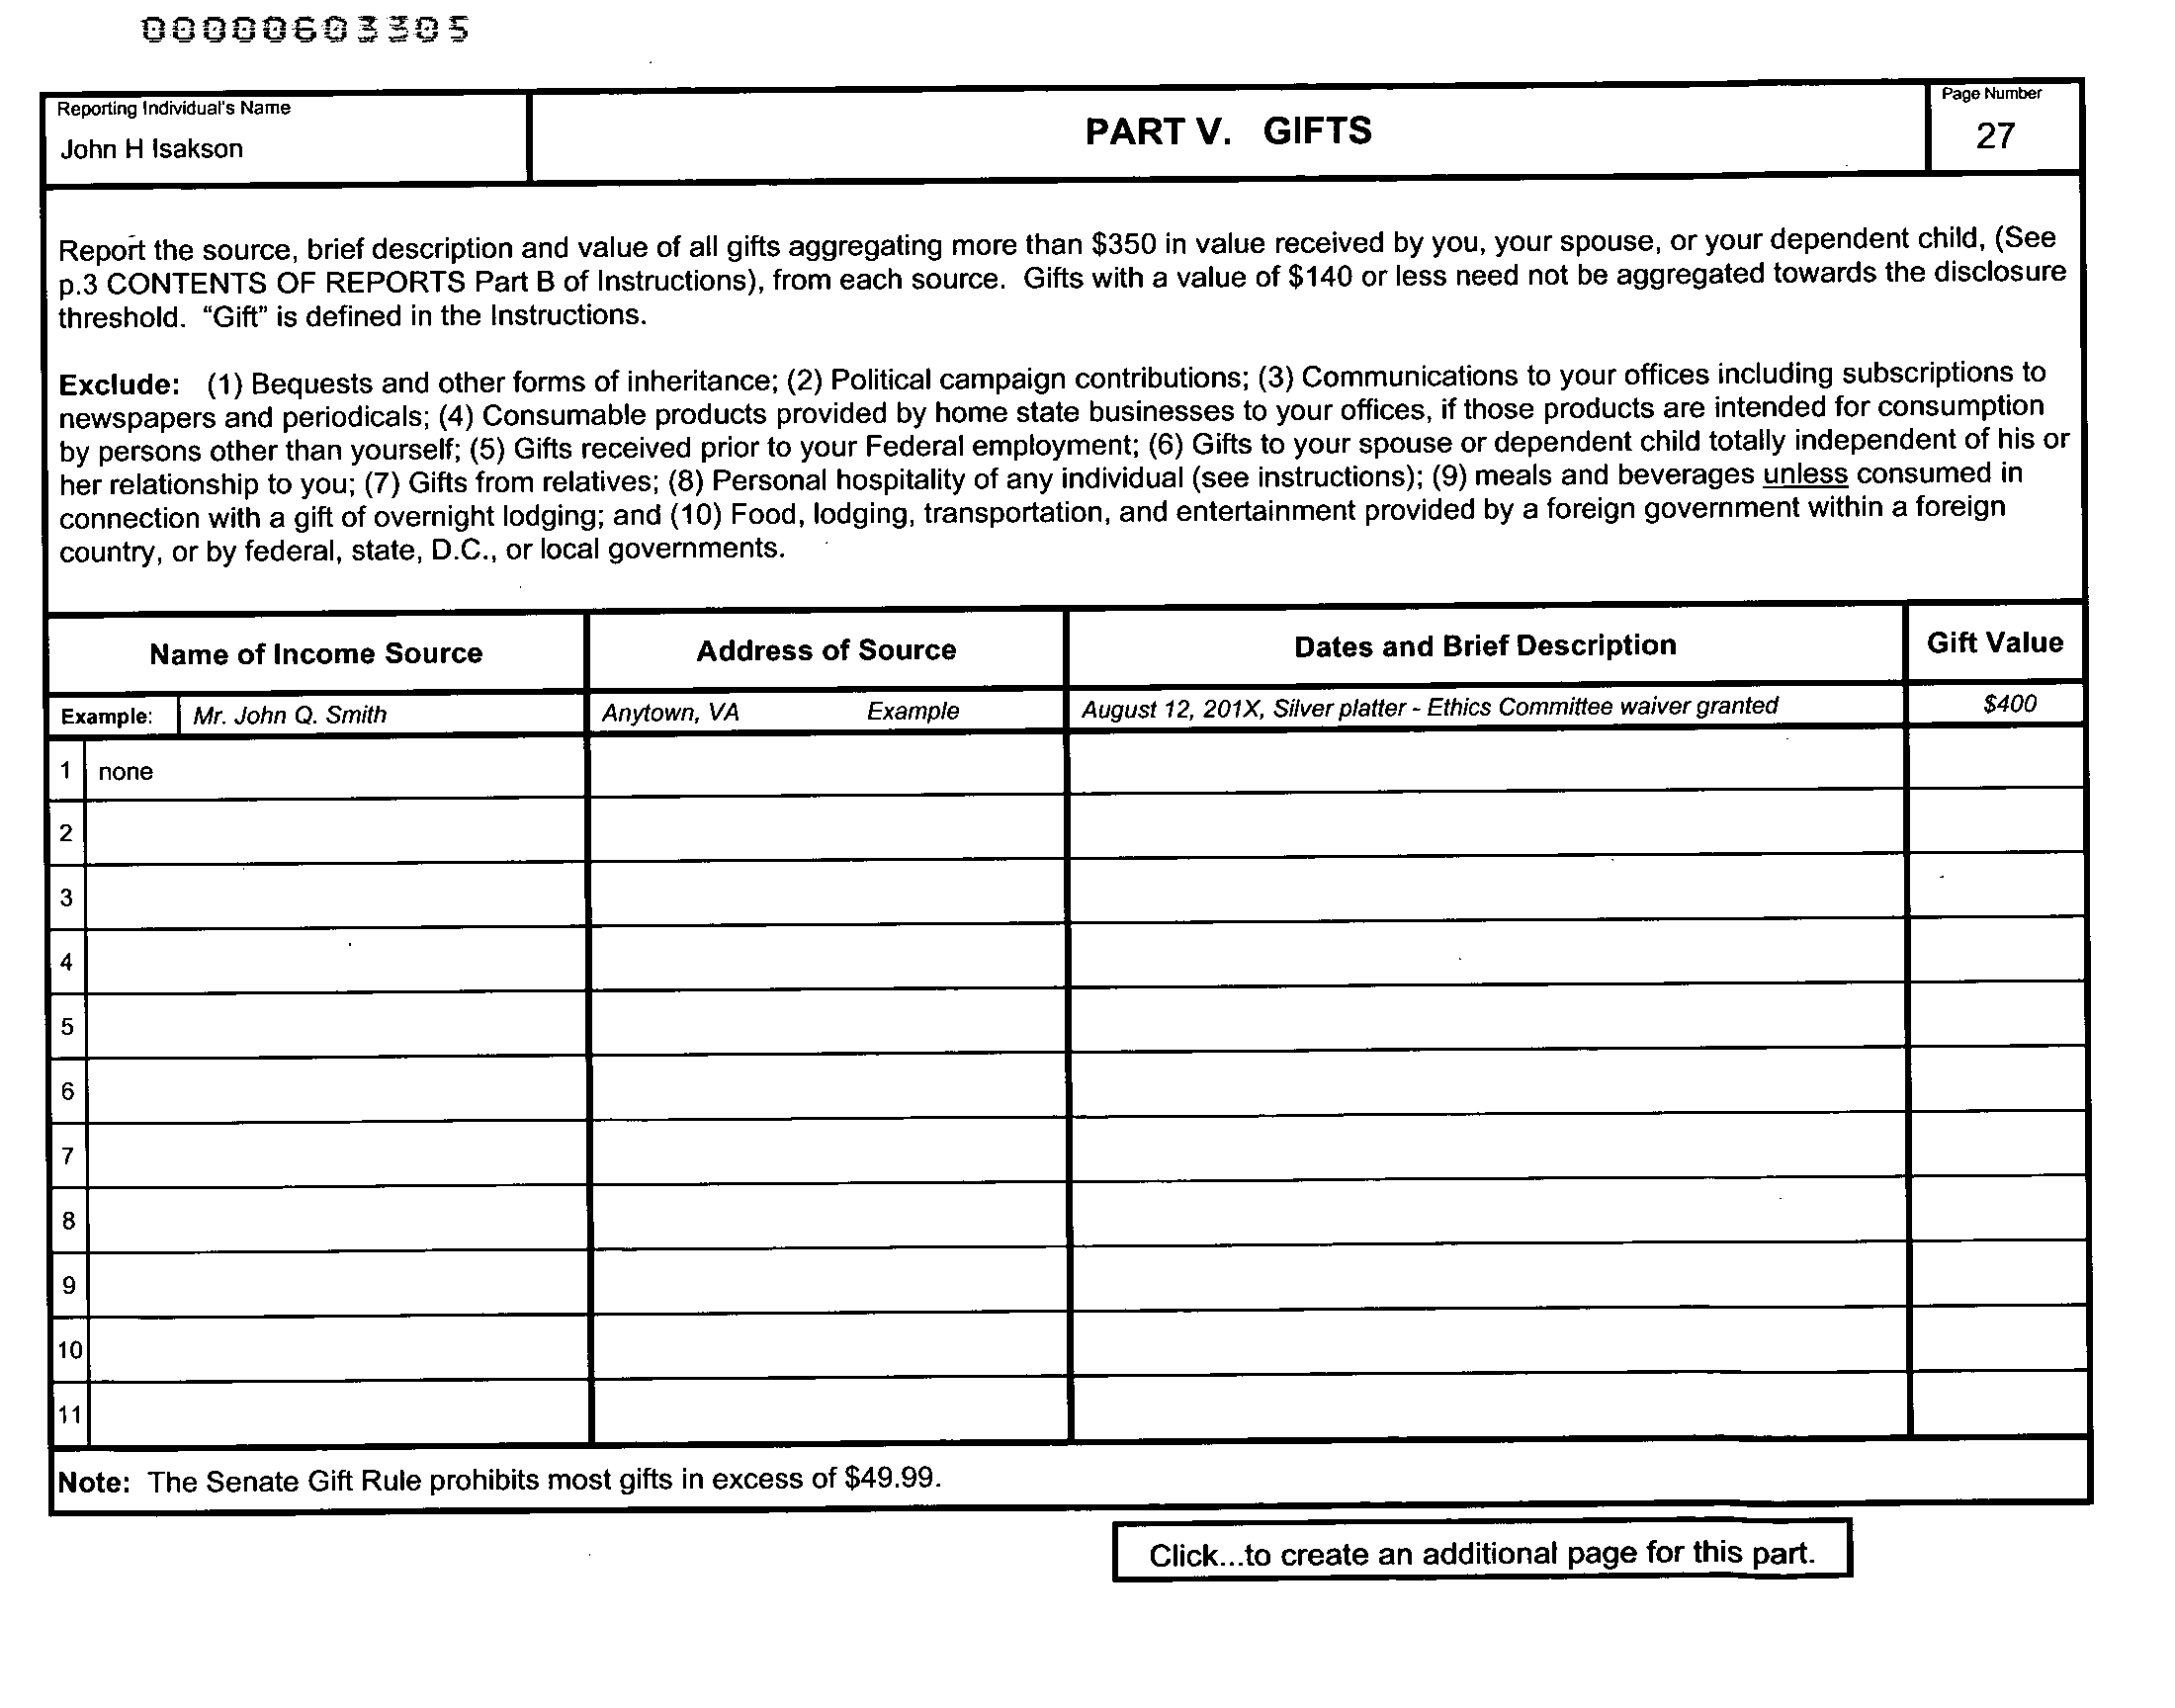 00000603305
Reporting Individual's Name
John H Isakson
PART V. GIFTS
Page Number
27
Report the source, brief description and value of all gifts aggregating more than $350 in value received by you, your spouse, or your dependent child, (See
p.3 CONTENTS OF REPORTS Part B of Instructions), from each source. Gifts with a value of $140 or less need not be aggregated towards the disclosure
threshold. “Gift” is defined in the Instructions.
Exclude: (1) Bequests and other forms of inheritance; (2) Political campaign contributions; (3) Communications to your offices including subscriptions to
newspapers and periodicals; (4) Consumable products provided by home state businesses to your offices, if those products are intended for consumption
by persons other than yourself; (5) Gifts received prior to your Federal employment; (6) Gifts to your spouse or dependent child totally independent of his or
her relationship to you; (7) Gifts from relatives; (8) Personal hospitality of any individual (see instructions); (9) meals and beverages unless consumed in
connection with a gift of overnight lodging; and (10) Food, lodging, transportation, and entertainment provided by a foreign government within a foreign
country, or by federal, state, D.C., or local governments.
Name of Income Source Address of Source Dates and Brief Description Gift Value
Example: Mr. John Q. Smith Anytown, VA Example August 12, 201X, Silver platter - Ethics Committee waiver granted $400
1 none
2
3
4
5
6
7
8
9
10
11
Note: The Senate Gift Rule prohibits most gifts in excess of $49.99.
Click...to create an additional page for this part.